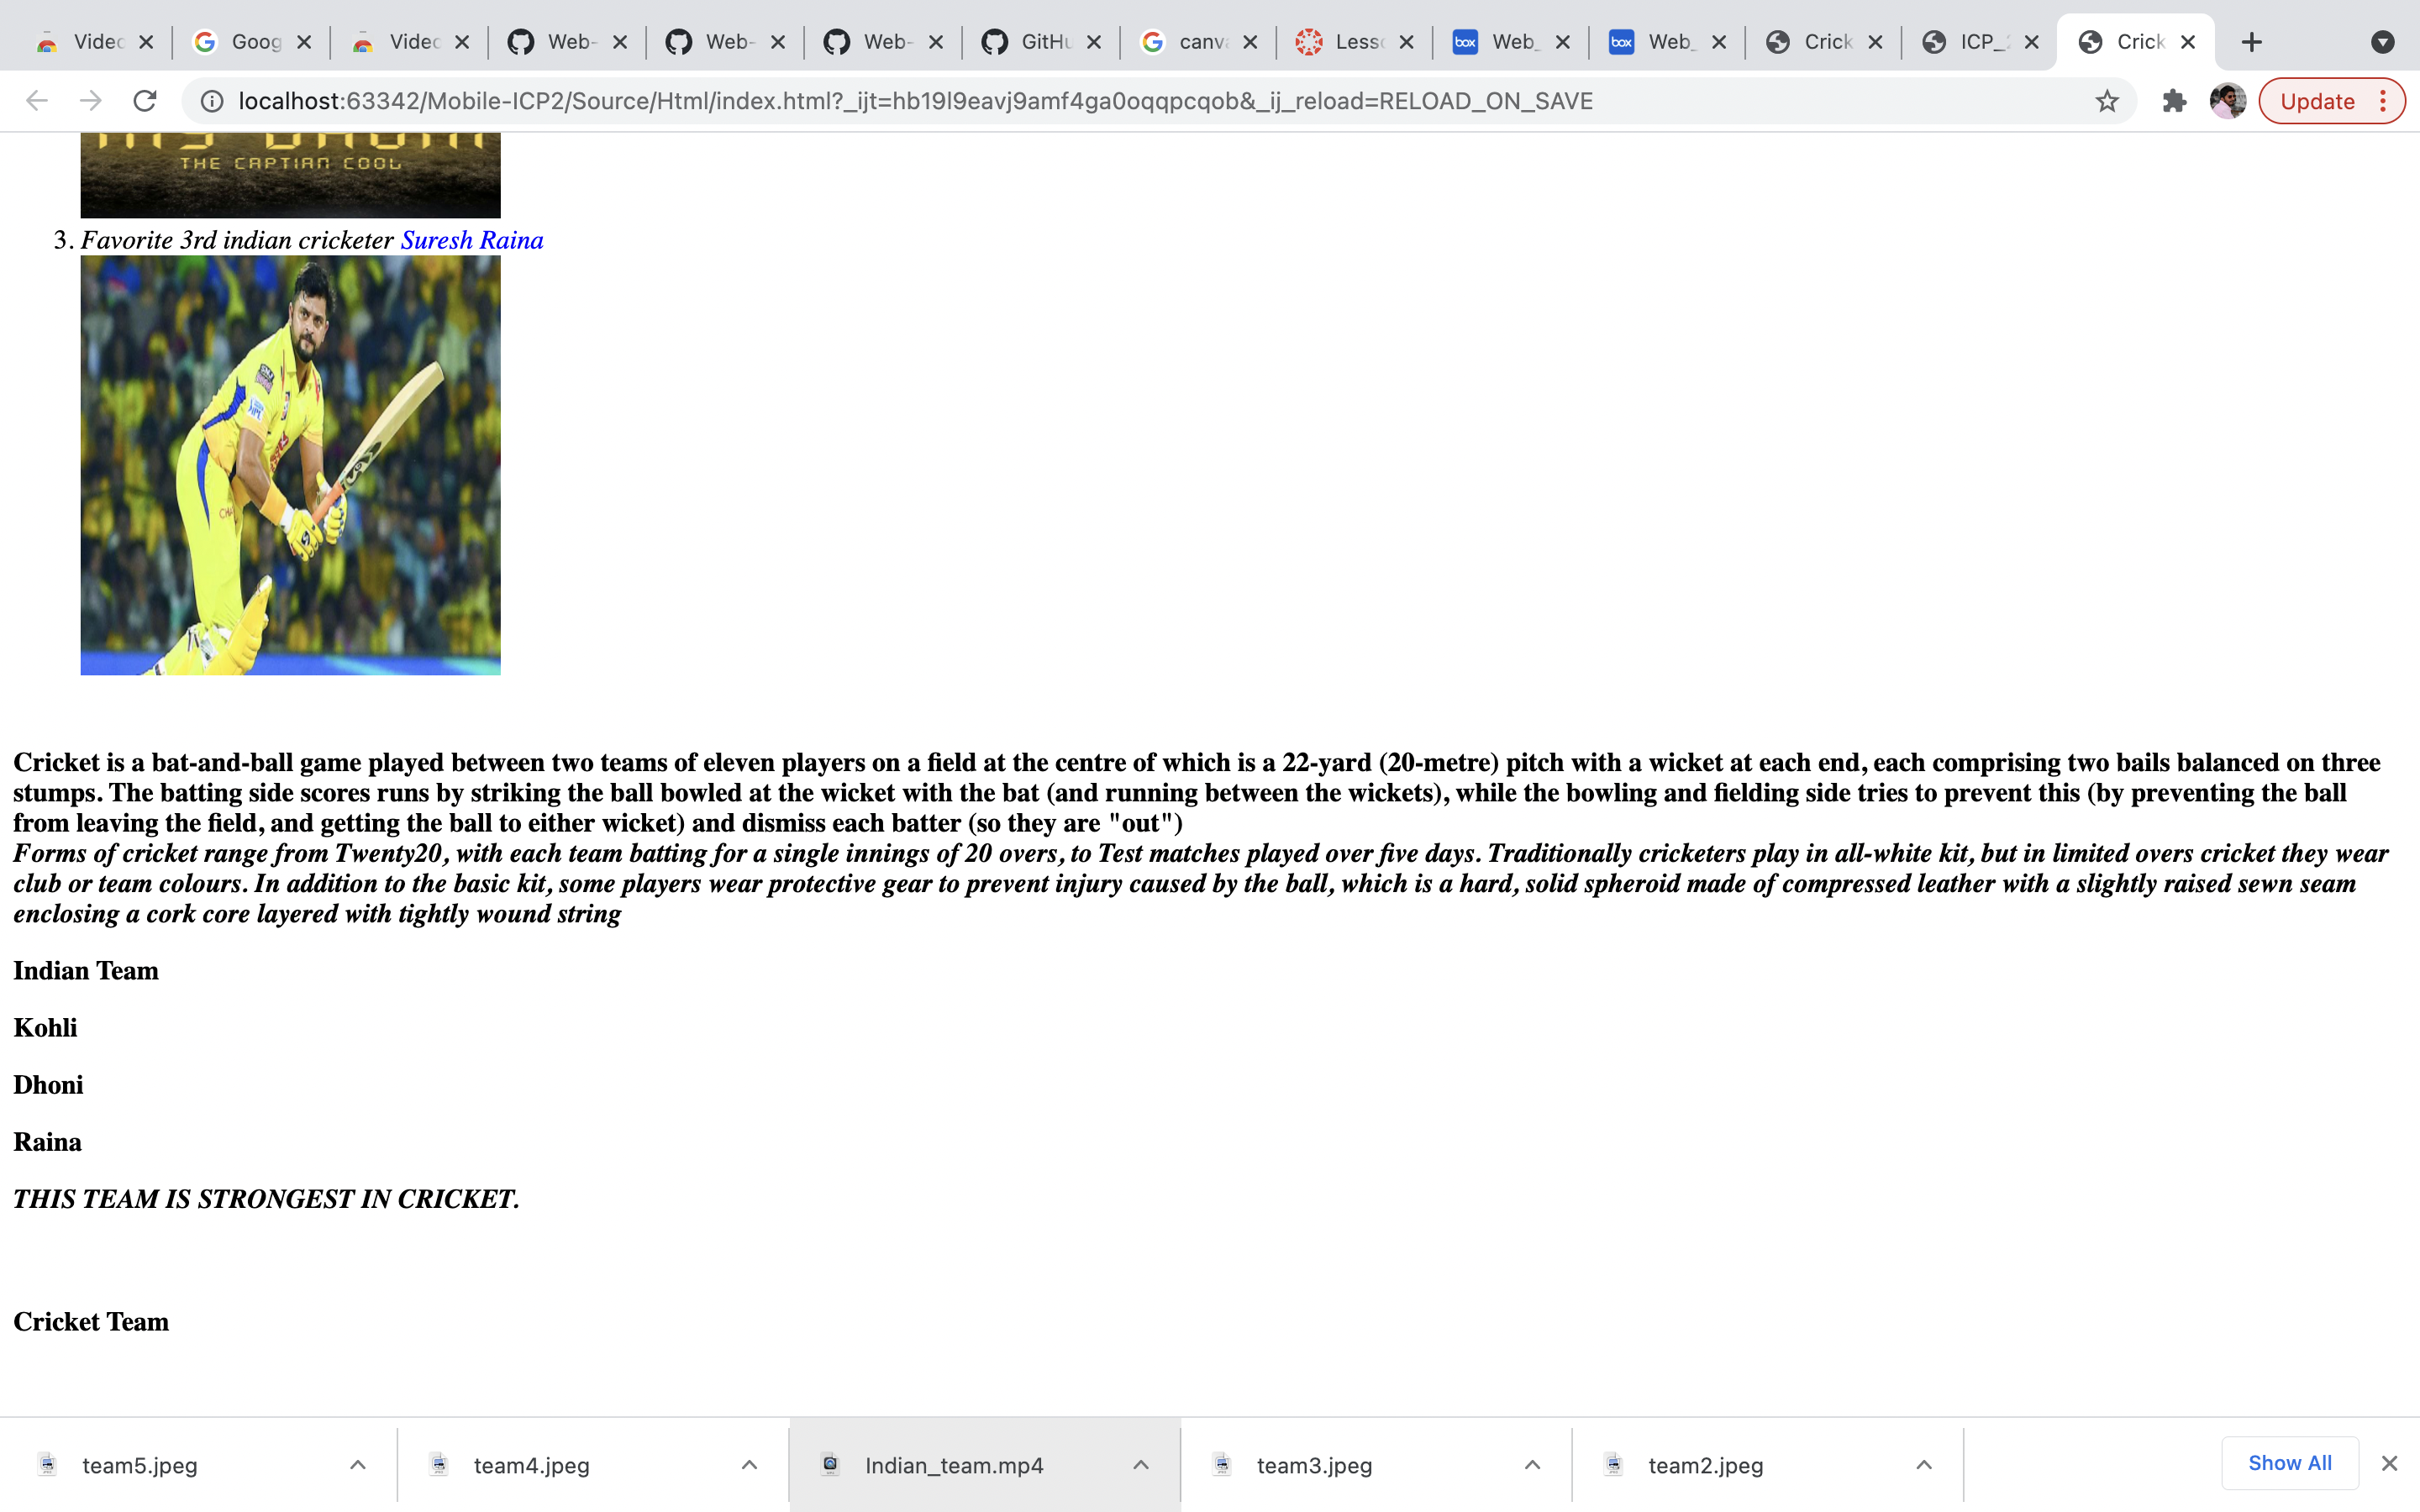 Videc
Goog
Videc
Web-
Web-
Web-
GitHu
canva
Lesso
box Web_
box Web_
Crick
ICP_2
Crick
localhost:63342/Mobile-ICP2/Source/Html/index.html?_ijt=hb19l9eavj9amf4ga0oqqpcqob&_ij_reload=RELOAD_ON_SAVE
Update
THE CAPTIAN COOL
3. Favorite 3rd indian cricketer Suresh Raina
Cricket is a bat-and-ball game played between two teams of eleven players on a field at the centre of which is a 22-yard (20-metre) pitch with a wicket at each end, each comprising two bails balanced on three
stumps. The batting side scores runs by striking the ball bowled at the wicket with the bat (and running between the wickets), while the bowling and fielding side tries to prevent this (by preventing the ball
from leaving the field, and getting the ball to either wicket) and dismiss each batter (so they are "out")
Forms of cricket range from Twenty20, with each team batting for a single innings of 20 overs, to Test matches played over five days. Traditionally cricketers play in all-white kit, but in limited overs cricket they wear
club or team colours. In addition to the basic kit, some players wear protective gear to prevent injury caused by the ball, which is a hard, solid spheroid made of compressed leather with a slightly raised sewn seam
enclosing a cork core layered with tightly wound string
Indian Team
Kohli
Dhoni
Raina
THIS TEAM IS STRONGEST IN CRICKET.
Cricket Team
team5.jpeg
team4.jpeg
Indian_team.mp4
team3.jpeg
team2.jpeg
Show All